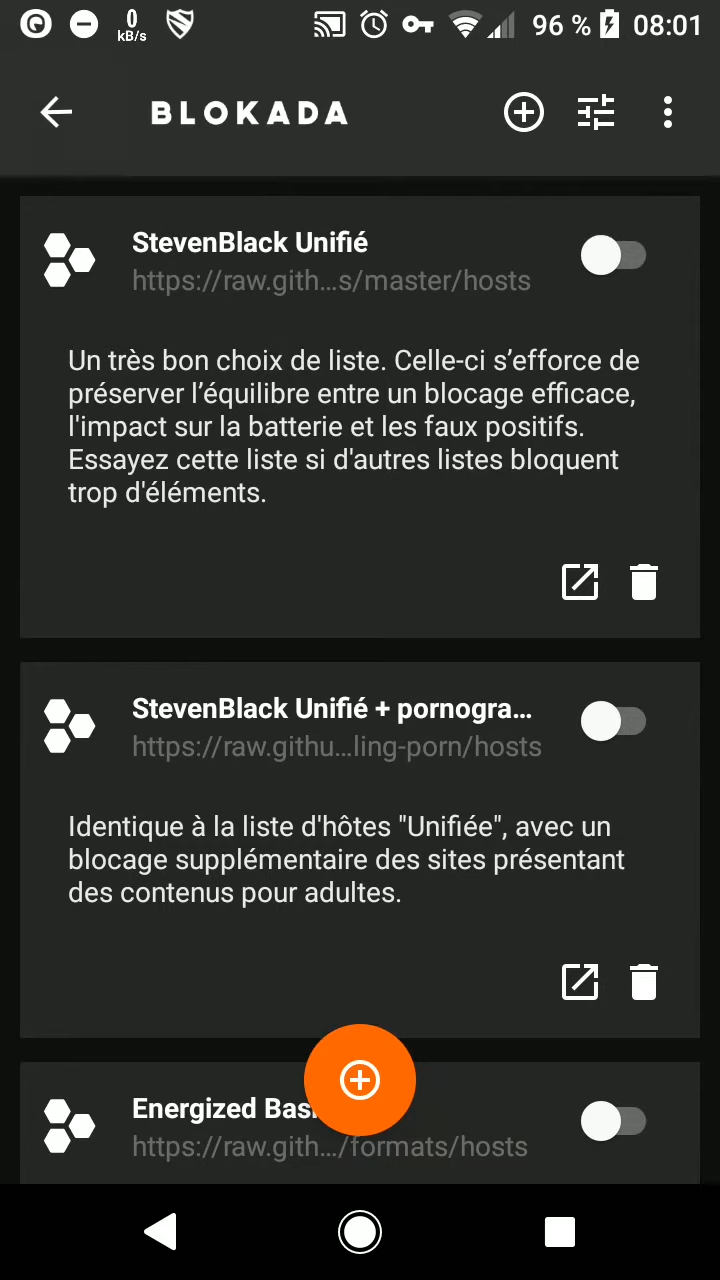 0
kB/s
96 % 08:01
BLOKADA
StevenBlack Unifié
https://raw.gith...s/master/hosts
Un très bon choix de liste. Celle-ci s’efforce de
préserver l’équilibre entre un blocage efficace,
l'impact sur la batterie et les faux positifs.
Essayez cette liste si d'autres listes bloquent
trop d'éléments.
StevenBlack Unifié + pornogra...
https://raw.githu...ling-porn/hosts
Identique à la liste d'hôtes "Unifiée", avec un
blocage supplémentaire des sites présentant
des contenus pour adultes.
Energized Basi
https://raw.gith.../formats/hosts